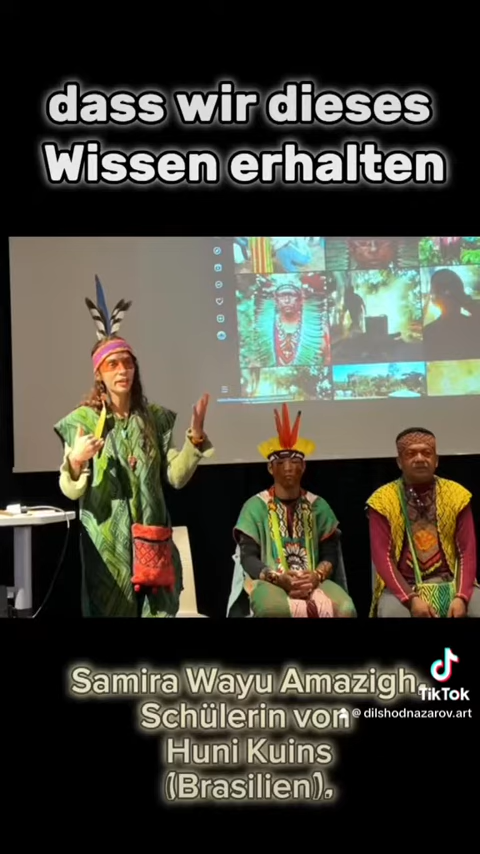 dass wir dieses
Wissen erhalten
Samira Wayu Amazigh,
TikTok
Schülerin von
@ dilshodnazarov.art
Huni Kuins
(Brasilien),